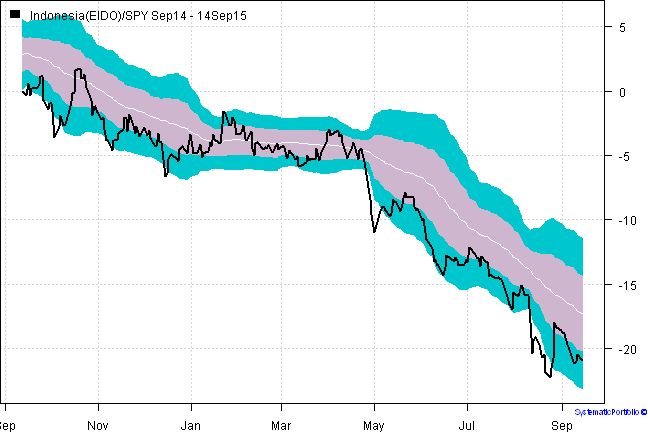 Indonesia(EIDO)/SPY Sep14 - 14Sep15
5
0
-5
-10
-15
-20
Sep Nov Jan Mar May Jul Sep
SystematicPortfolio ©